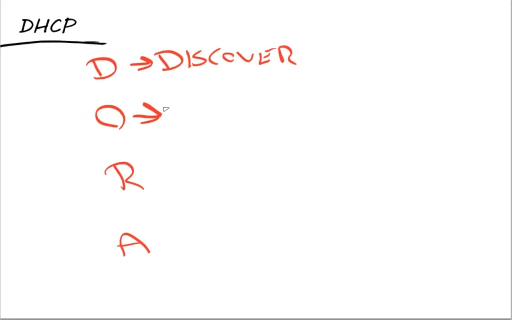 DHCP
D → DISCOVER
O →
R
A